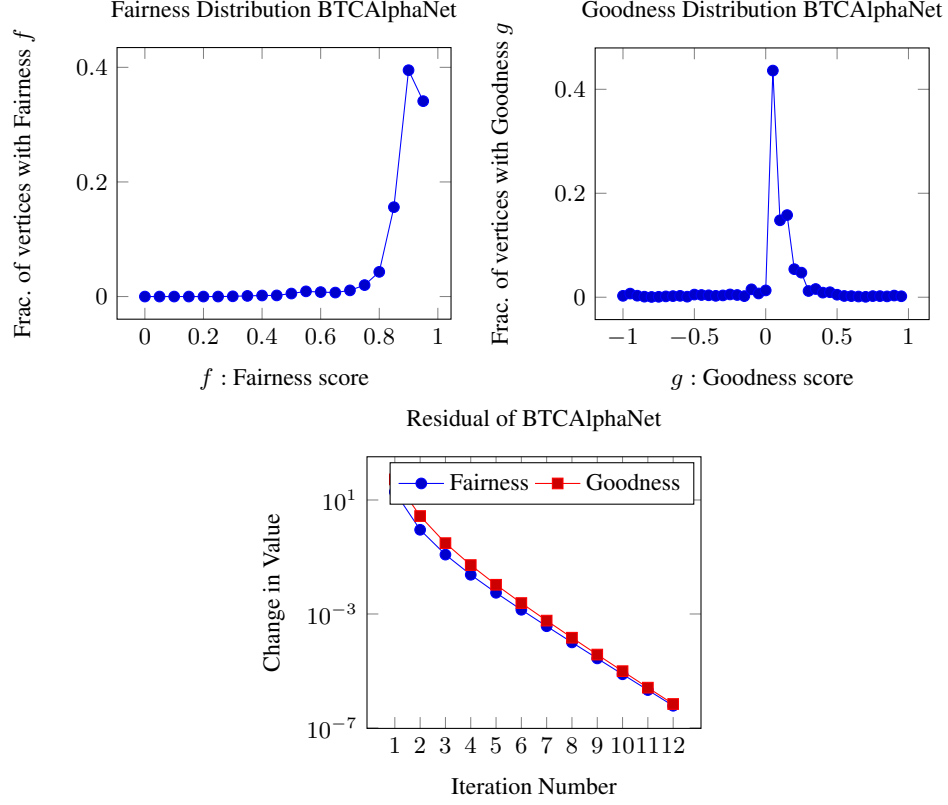 Fairness Distribution BTCAlphaNet
Frac. of vertices with Fairness f
0.4
0.2
0
0 0.2 0.4 0.6 0.8 1
f : Fairness score
Goodness Distribution BTCAlphaNet
Frac. of vertices with Goodness g
0.4
0.2
0
−1 −0.5 0 0.5 1
g : Goodness score
Residual of BTCAlphaNet
Fairness Goodness
Change in Value
10^1
10^−3
10^−7
1 2 3 4 5 6 7 8 9 10 11 12
Iteration Number